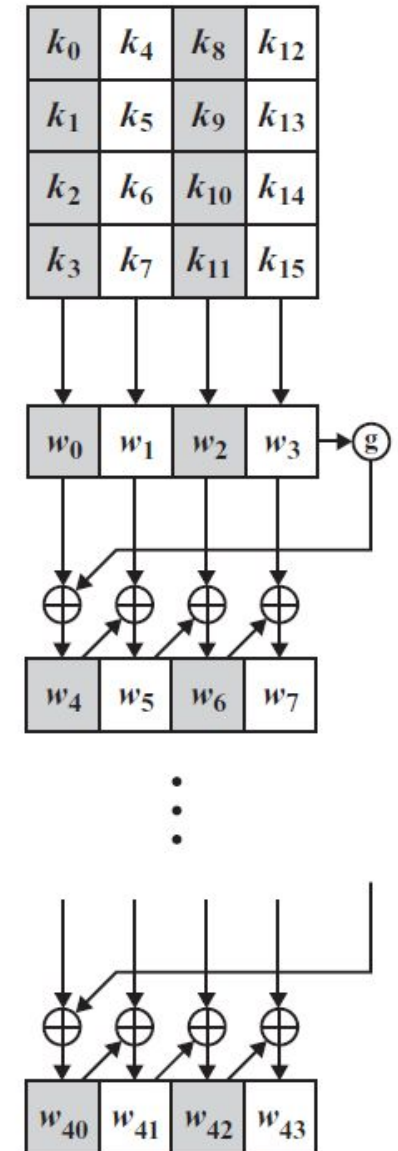 k₀ k₄ k₈ k₁₂
k₁ k₅ k₉ k₁₃
k₂ k₆ k₁₀ k₁₄
k₃ k₇ k₁₁ k₁₅
w₀ w₁ w₂ w₃ g
w₄ w₅ w₆ w₇
w₄₀ w₄₁ w₄₂ w₄₃